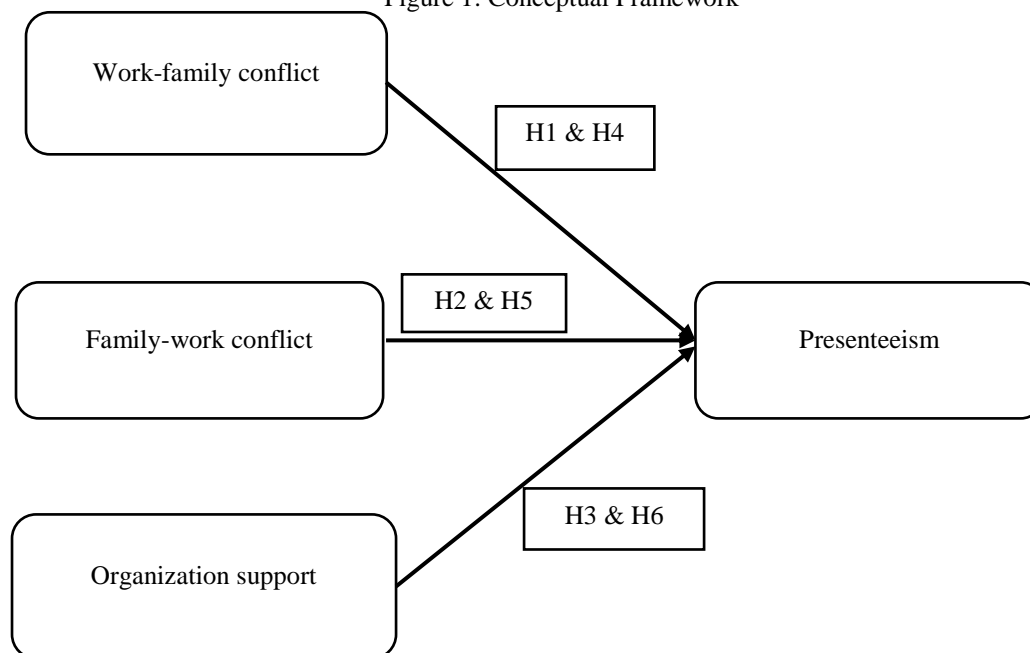 Figure 1: Conceptual Framework
Work-family conflict
H1 & H4
H2 & H5
Family-work conflict
Presenteeism
H3 & H6
Organization support